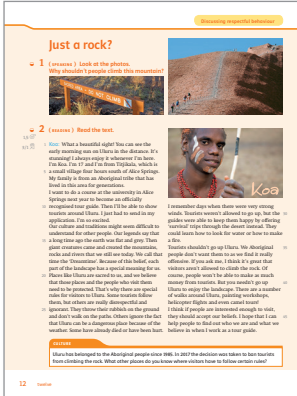 Discussing respectful behaviour
Just a rock?
1 (SPEAKING) Look at the photos.
Why shouldn't people climb this mountain?
2 (READING) Read the text.
Koa: What a beautiful sight! You can see the
early morning sun on Uluru in the distance. It's
stunning! I always enjoy it whenever I'm here.
I'm Koa. I'm 17 and I'm from Titjikala, which is
a small village four hours south of Alice Springs.
My family is from an Aboriginal tribe that has
lived in this area for generations.
I want to do a course at the university in Alice
Springs next year to become an officially
recognised tour guide. Then I'll be able to show
tourists around Uluru. I just had to send in my
application. I'm so excited.
Our culture and traditions might seem difficult to
understand for other people. Our legends say that
a long time ago the earth was flat and grey. Then
giant creatures came and created the mountains,
rocks and rivers that we still see today. We call that
time the 'Dreamtime'. Because of this belief, each
part of the landscape has a special meaning for us.
Places like Uluru are sacred to us, and we believe
that these places and the people who visit them
need to be protected. That's why there are special
rules for visitors to Uluru. Some tourists follow
them, but others are really disrespectful and
ignorant. They throw their rubbish on the ground
and don't walk on the paths. Others ignore the fact
that Uluru can be a dangerous place because of the
weather. Some have already died or have been hurt.
Koa
I remember days when there were very strong
winds. Tourists weren't allowed to go up, but the
guides were able to keep them happy by offering
'survival' trips through the desert instead. They
could learn how to look for water or how to make
a fire.
Tourists shouldn't go up Uluru. We Aboriginal
people don't want them to as we find it really
offensive. If you ask me, I think it's great that
visitors aren't allowed to climb the rock. Of
course, people won't be able to make as much
money from tourists. But you needn't go up
Uluru to enjoy the landscape. There are a number
of walks around Uluru, painting workshops,
helicopter flights and even camel tours!
I think if people are interested enough to visit,
they should accept our beliefs. I hope that I can
help people to find out who we are and what we
believe in when I work as a tour guide.
CULTURE
Uluru has belonged to the Aboriginal people since 1985. In 2017 the decision was taken to ban tourists
from climbing the rock. What other places do you know where visitors have to follow certain rules?
12 Twelve